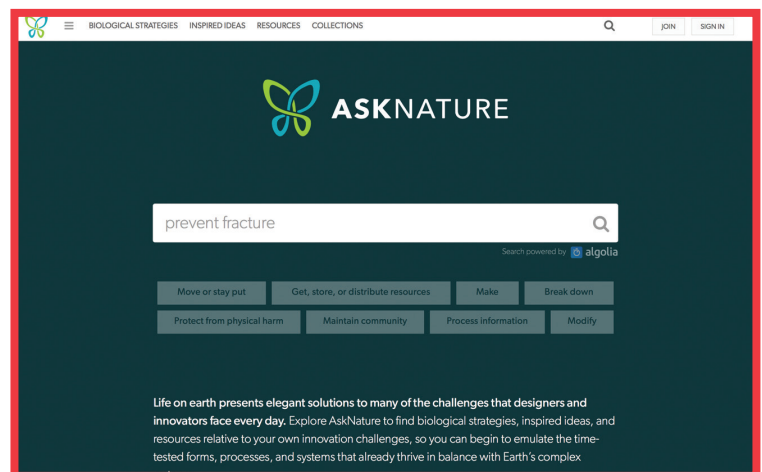 BIOLOGICAL STRATEGIES INSPIRED IDEAS RESOURCES COLLECTIONS JOIN SIGN IN
ASKNATURE
prevent fracture
Search powered by algolia
Move or stay put Get, store, or distribute resources Make Break down
Protect from physical harm Maintain community Process information Modify
Life on earth presents elegant solutions to many of the challenges that designers and
innovators face every day. Explore AskNature to find biological strategies, inspired ideas, and
resources relative to your own innovation challenges, so you can begin to emulate the time-
tested forms, processes, and systems that already thrive in balance with Earth's complex